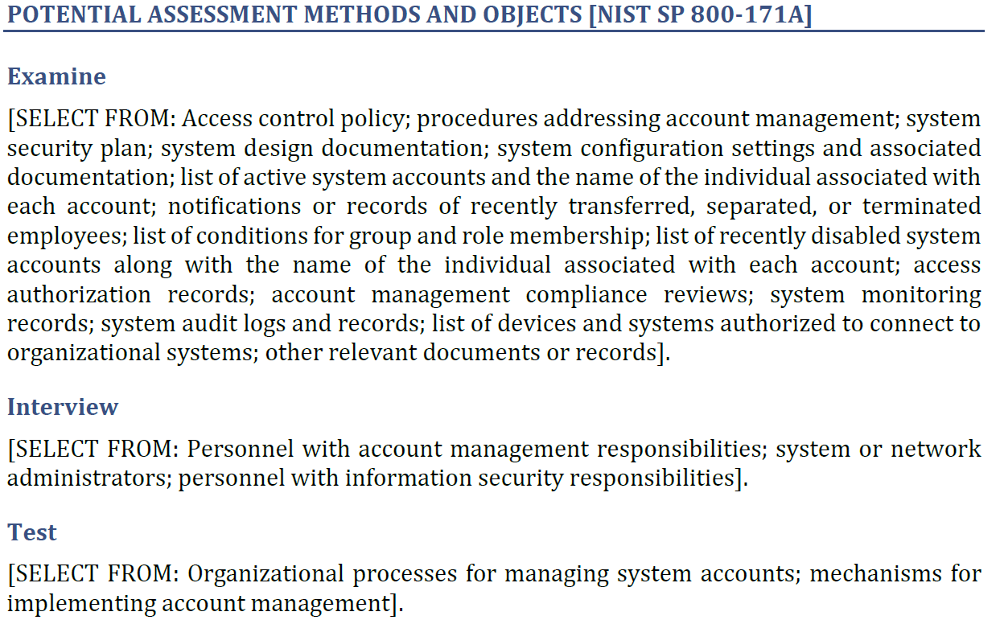 POTENTIAL ASSESSMENT METHODS AND OBJECTS [NIST SP 800-171A]
Examine
[SELECT FROM: Access control policy; procedures addressing account management; system
security plan; system design documentation; system configuration settings and associated
documentation; list of active system accounts and the name of the individual associated with
each account; notifications or records of recently transferred, separated, or terminated
employees; list of conditions for group and role membership; list of recently disabled system
accounts along with the name of the individual associated with each account; access
authorization records; account management compliance reviews; system monitoring
records; system audit logs and records; list of devices and systems authorized to connect to
organizational systems; other relevant documents or records].
Interview
[SELECT FROM: Personnel with account management responsibilities; system or network
administrators; personnel with information security responsibilities].
Test
[SELECT FROM: Organizational processes for managing system accounts; mechanisms for
implementing account management].